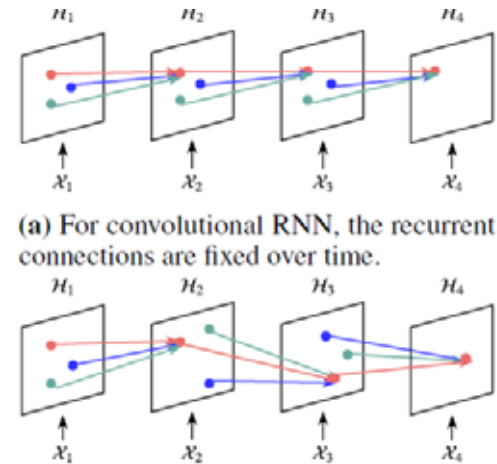 ℋ₁ ℋ₂ ℋ₃ ℋ₄
𝒳₁ 𝒳₂ 𝒳₃ 𝒳₄
(a) For convolutional RNN, the recurrent
connections are fixed over time.
ℋ₁ ℋ₂ ℋ₃ ℋ₄
𝒳₁ 𝒳₂ 𝒳₃ 𝒳₄